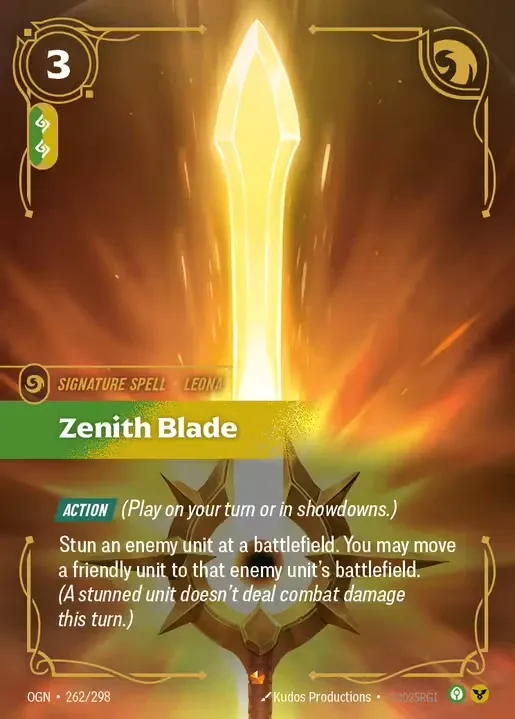 3
SIGNATURE SPELL • LEONA
Zenith Blade
ACTION (Play on your turn or in showdowns.)
Stun an enemy unit at a battlefield. You may move
a friendly unit to that enemy unit's battlefield.
(A stunned unit doesn't deal combat damage
this turn.)
OGN • 262/298
Kudos Productions •